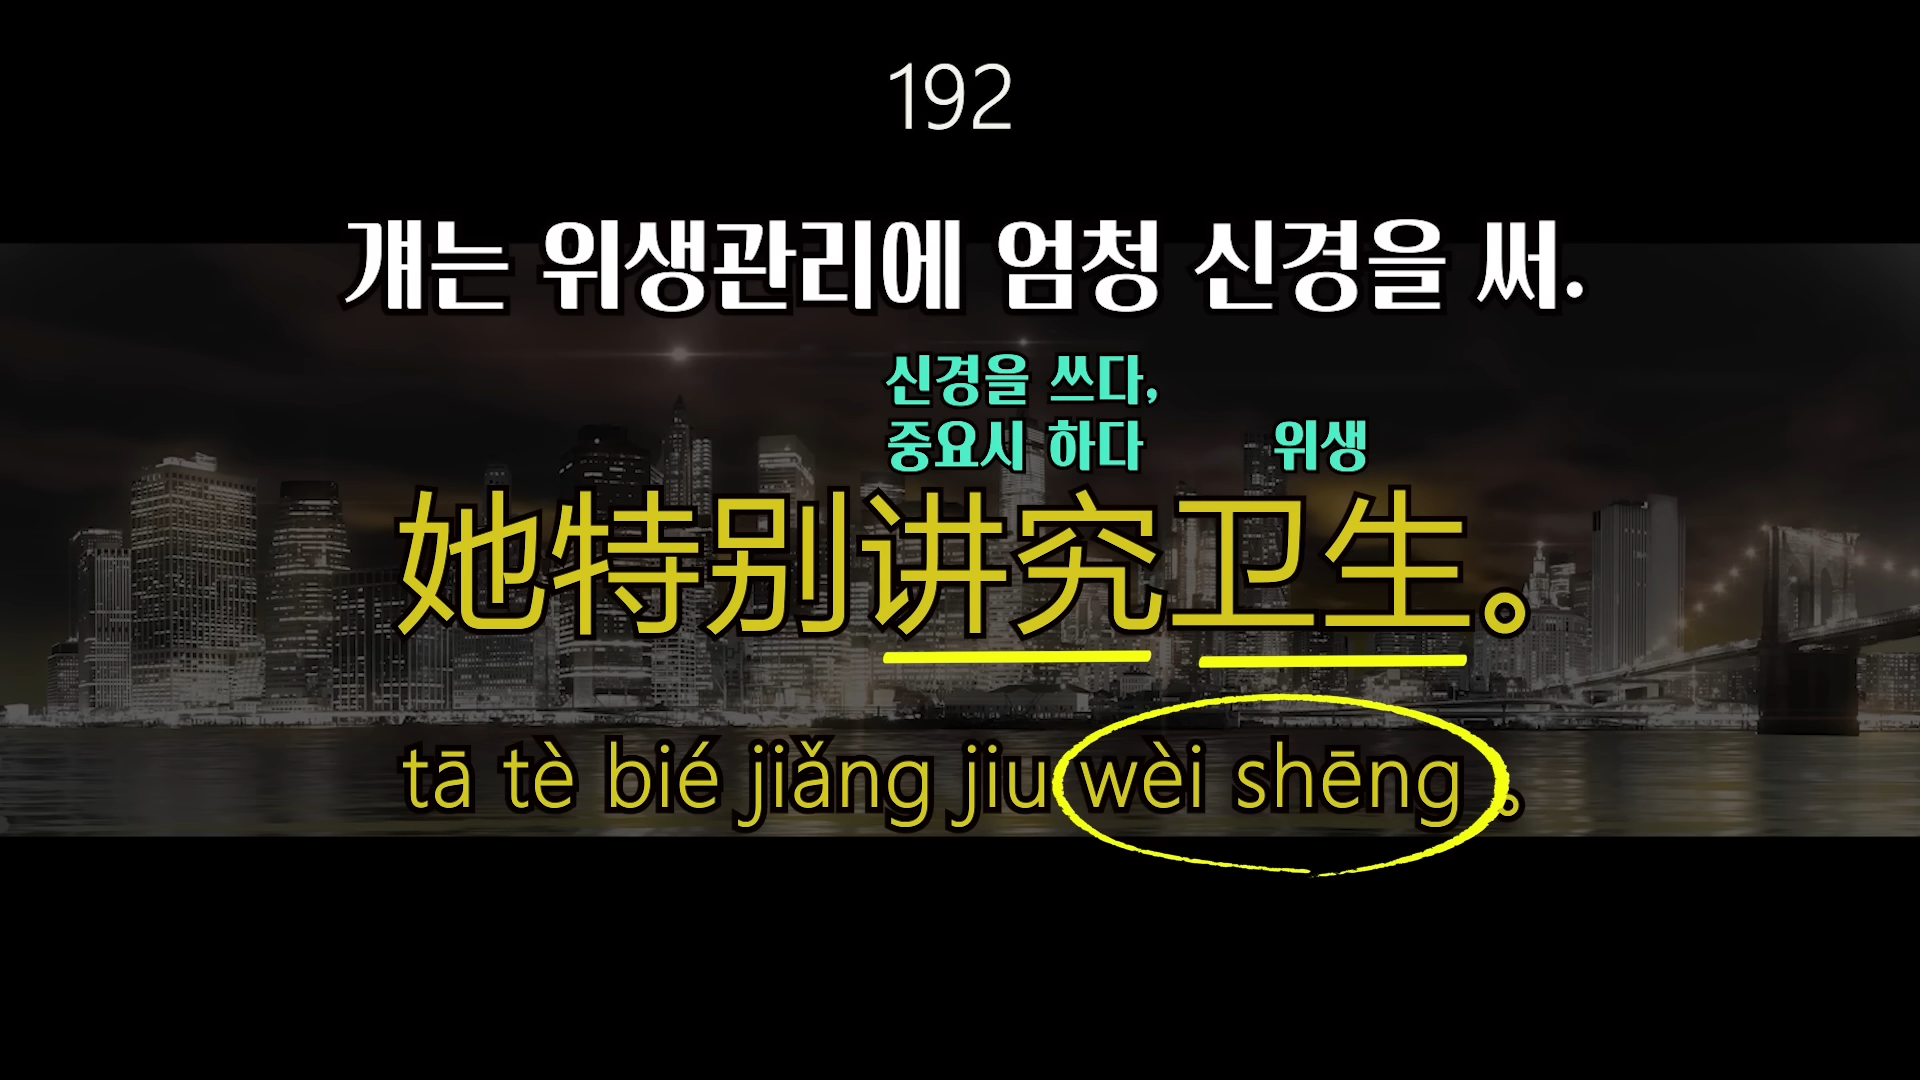 192
걔는 위생관리에 엄청 신경을 써.
신경을 쓰다,
중요시 하다 위생
她特别讲究卫生。
tā tè bié jiǎng jiu wèi shēng 。